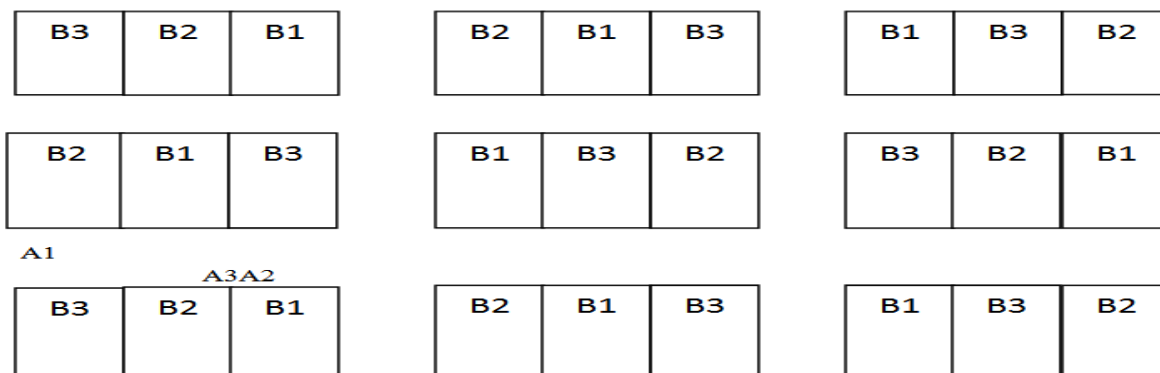 B3 B2 B1 B2 B1 B3 B1 B3 B2
B2 B1 B3 B1 B3 B2 B3 B2 B1
A1
A3A2
B3 B2 B1 B2 B1 B3 B1 B3 B2